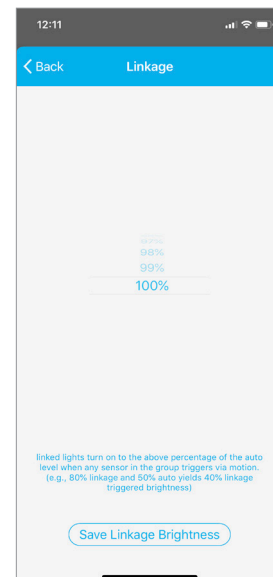 12:11
Back Linkage
97%
98%
99%
100%
linked lights turn on to the above percentage of the auto
level when any sensor in the group triggers via motion.
(e.g., 80% linkage and 50% auto yields 40% linkage
triggered brightness)
Save Linkage Brightness